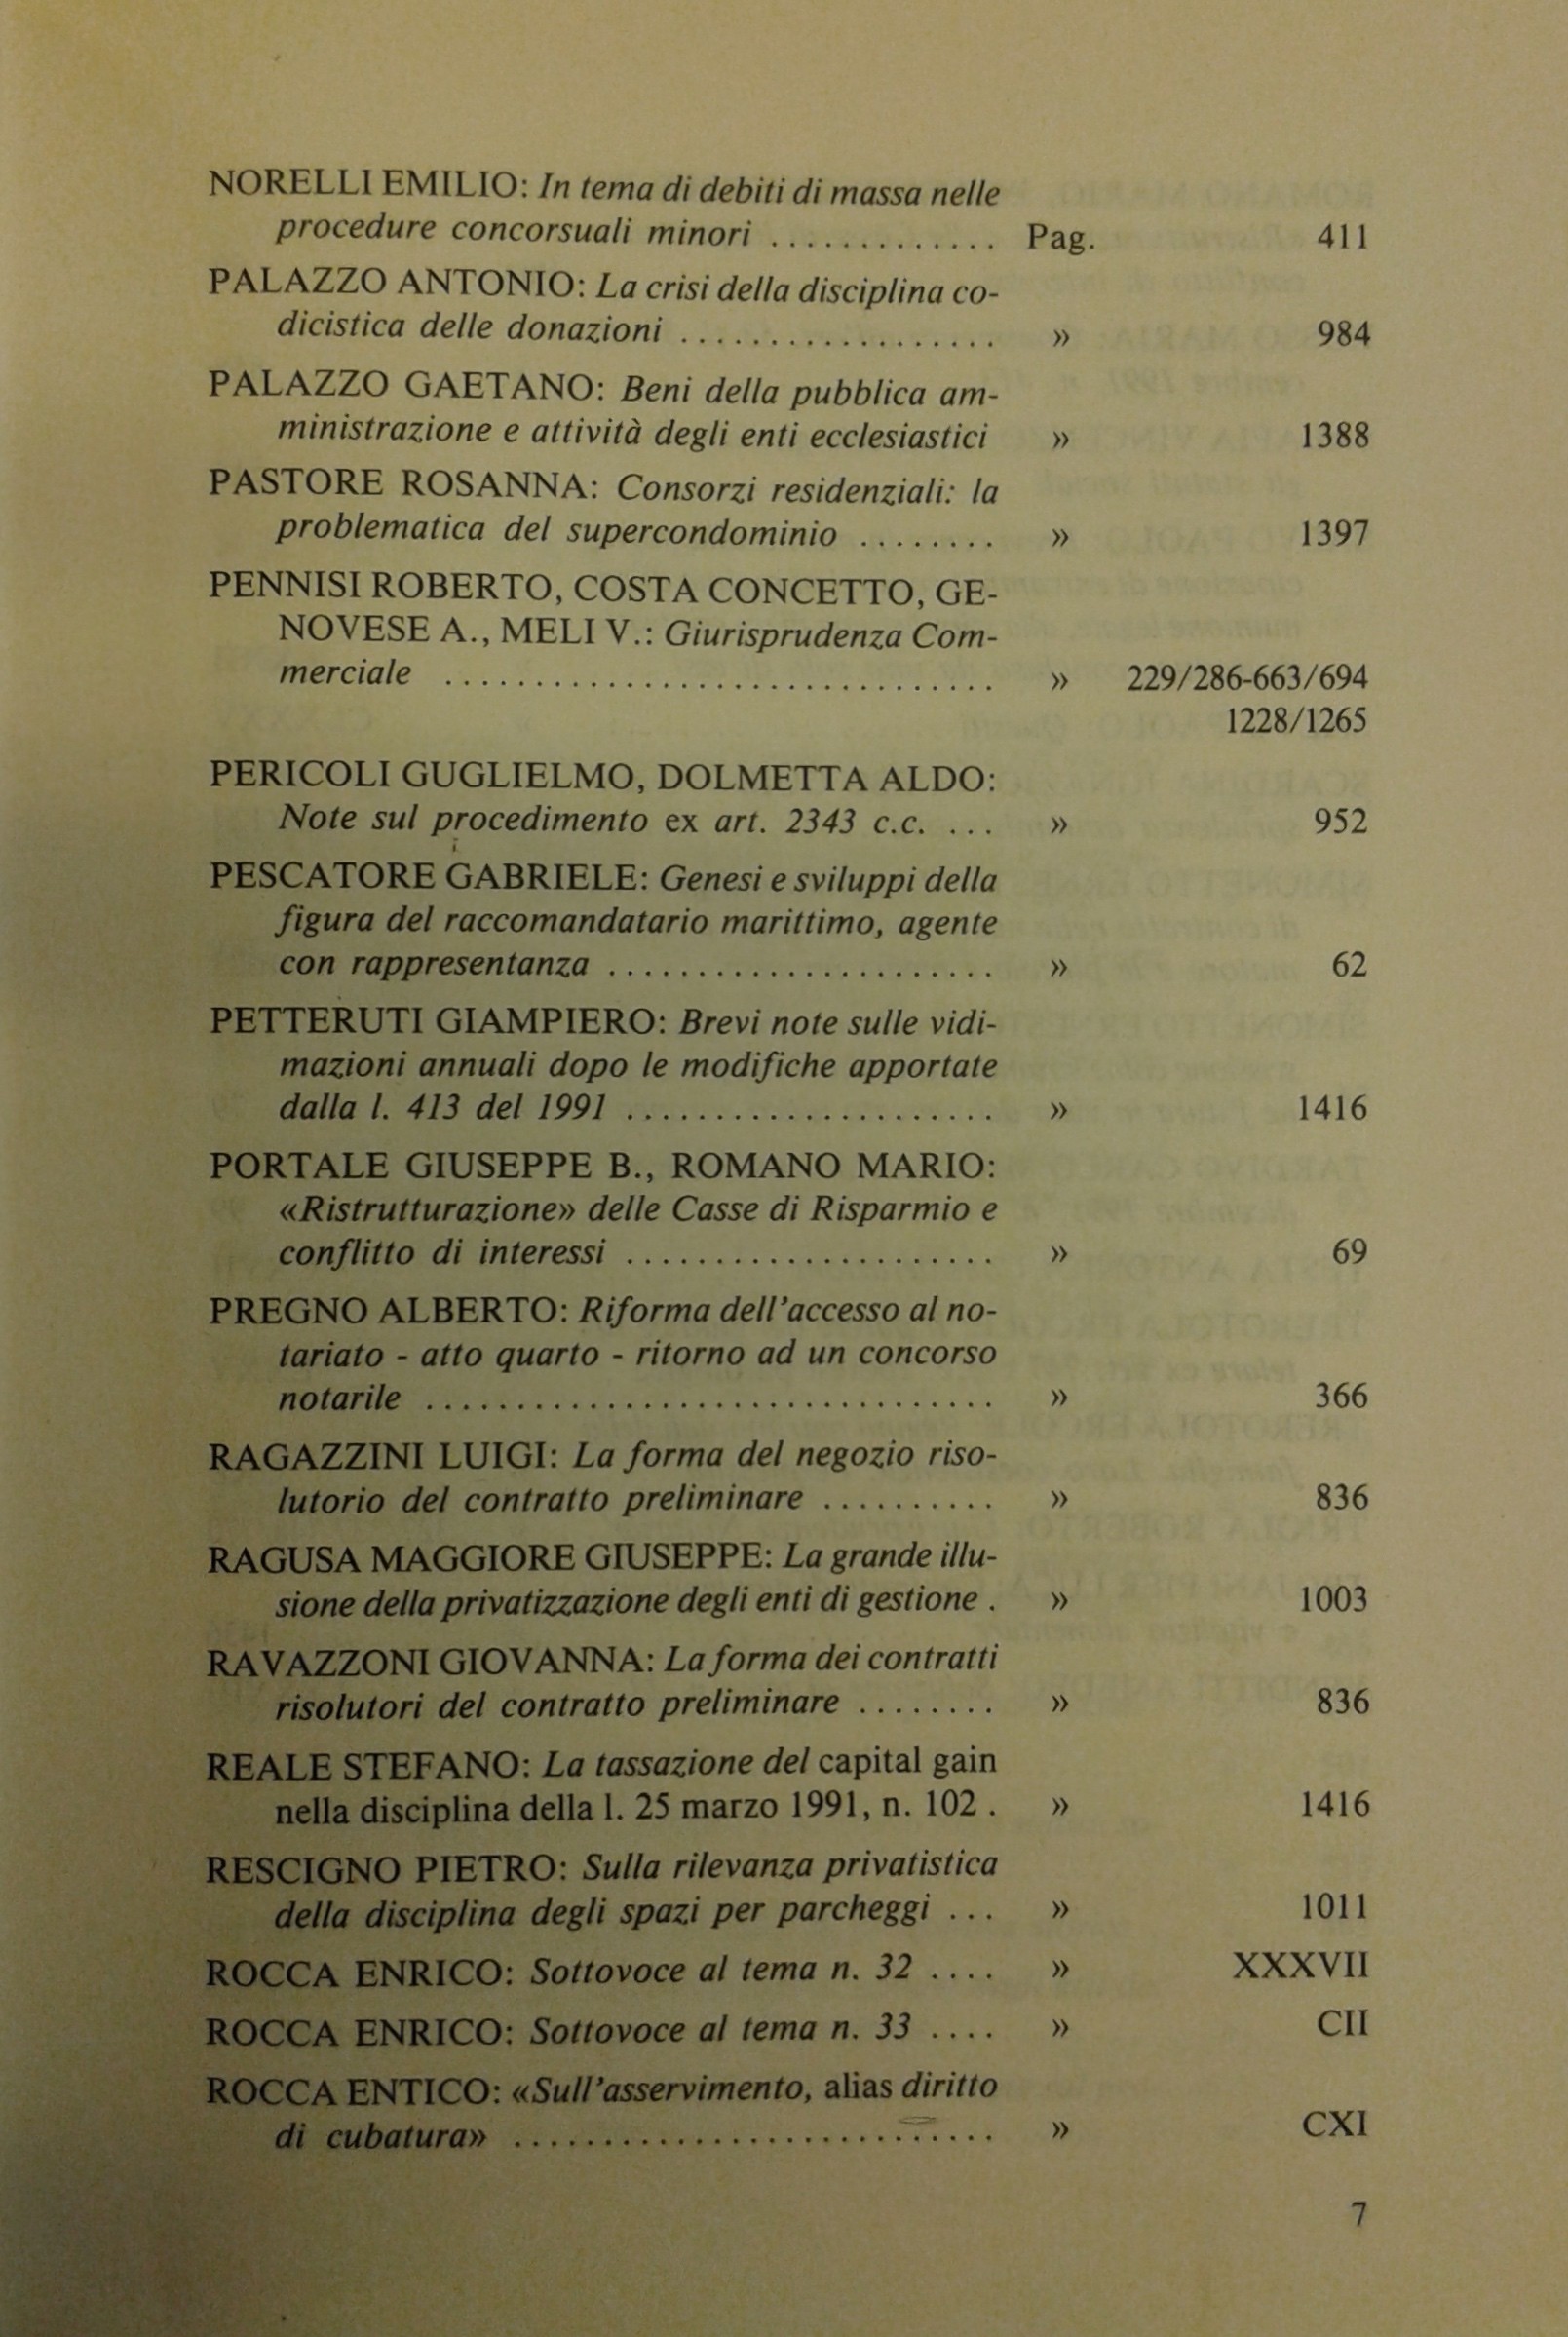 NORELLI EMILIO: In tema di debiti di massa nelle
procedure concorsuali minori ............. Pag. 411
PALAZZO ANTONIO: La crisi della disciplina co-
dicistica delle donazioni .................. » 984
PALAZZO GAETANO: Beni della pubblica am-
ministrazione e attività degli enti ecclesiastici » 1388
PASTORE ROSANNA: Consorzi residenziali: la
problematica del supercondominio ........ » 1397
PENNISI ROBERTO, COSTA CONCETTO, GE-
NOVESE A., MELI V.: Giurisprudenza Com-
merciale ............................... » 229/286-663/694
1228/1265
PERICOLI GUGLIELMO, DOLMETTA ALDO:
Note sul procedimento ex art. 2343 c.c. ... » 952
PESCATORE GABRIELE: Genesi e sviluppi della
figura del raccomandatario marittimo, agente
con rappresentanza ...................... » 62
PETTERUTI GIAMPIERO: Brevi note sulle vidi-
mazioni annuali dopo le modifiche apportate
dalla l. 413 del 1991 ..................... » 1416
PORTALE GIUSEPPE B., ROMANO MARIO:
«Ristrutturazione» delle Casse di Risparmio e
conflitto di interessi ..................... » 69
PREGNO ALBERTO: Riforma dell'accesso al no-
tariato - atto quarto - ritorno ad un concorso
notarile ................................ » 366
RAGAZZINI LUIGI: La forma del negozio riso-
lutorio del contratto preliminare .......... » 836
RAGUSA MAGGIORE GIUSEPPE: La grande illu-
sione della privatizzazione degli enti di gestione . » 1003
RAVAZZONI GIOVANNA: La forma dei contratti
risolutori del contratto preliminare ........ » 836
REALE STEFANO: La tassazione del capital gain
nella disciplina della l. 25 marzo 1991, n. 102 . » 1416
RESCIGNO PIETRO: Sulla rilevanza privatistica
della disciplina degli spazi per parcheggi ... » 1011
ROCCA ENRICO: Sottovoce al tema n. 32 .... » XXXVII
ROCCA ENRICO: Sottovoce al tema n. 33 .... » CII
ROCCA ENTICO: «Sull'asservimento, alias diritto
di cubatura» ........................... » CXI
7